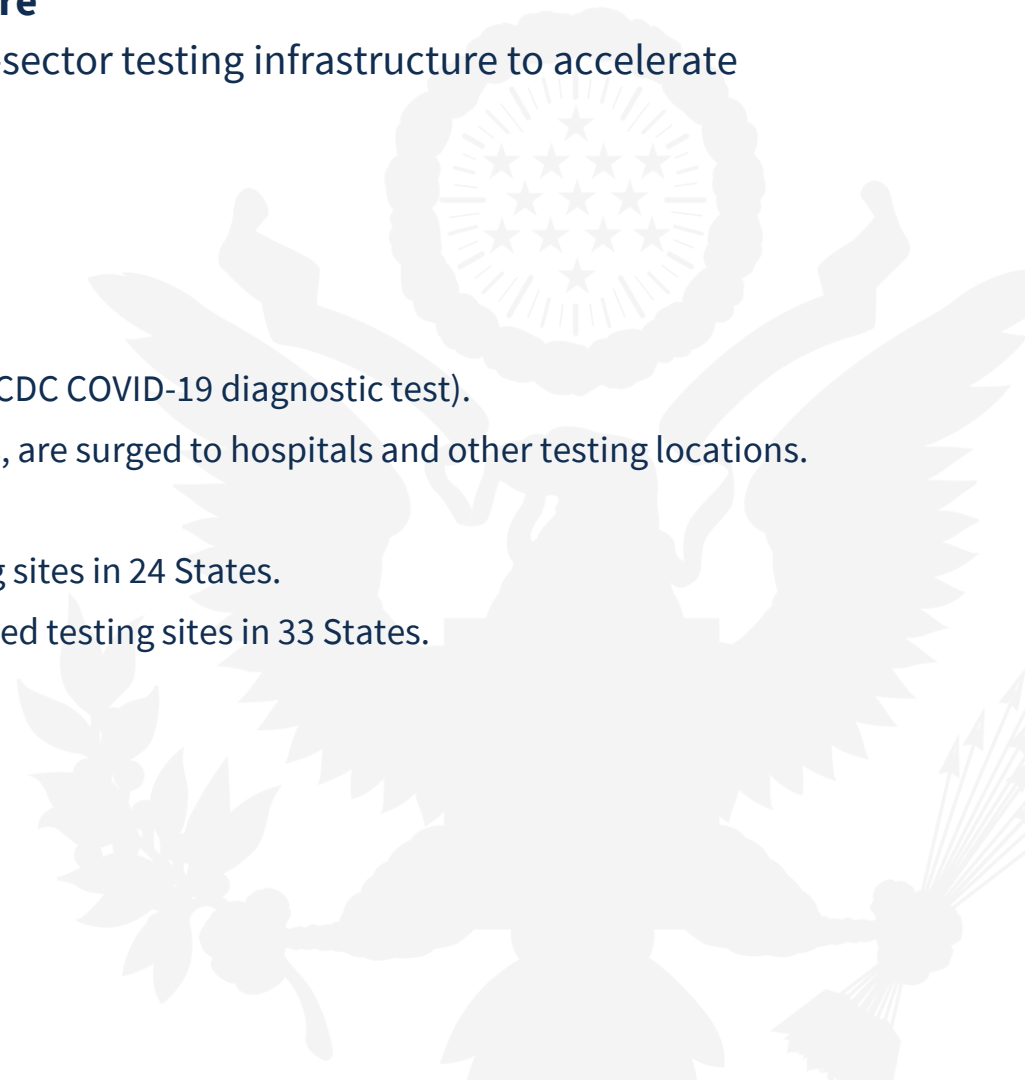 re
sector testing infrastructure to accelerate
CDC COVID-19 diagnostic test).
, are surged to hospitals and other testing locations.
g sites in 24 States.
ed testing sites in 33 States.